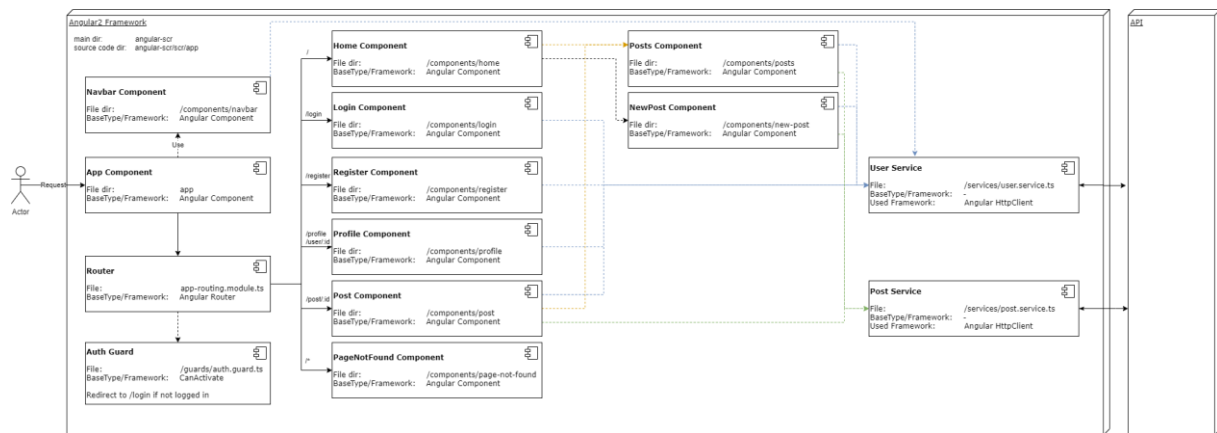 Angular2 Framework
main dir: angular-scr
source code dir: angular-scr/scr/app
API
Navbar Component
File dir: /components/navbar
BaseType/Framework: Angular Component
Use
App Component
File dir: app
BaseType/Framework: Angular Component
Request
Actor
Router
File: app-routing.module.ts
BaseType/Framework: Angular Router
Auth Guard
File: /guards/auth.guard.ts
BaseType/Framework: CanActivate
Redirect to /login if not logged in
/
Home Component
File dir: /components/home
BaseType/Framework: Angular Component
/login
Login Component
File dir: /components/login
BaseType/Framework: Angular Component
/register
Register Component
File dir: /components/register
BaseType/Framework: Angular Component
/profile
/user/:id
Profile Component
File dir: /components/profile
BaseType/Framework: Angular Component
/post/:id
Post Component
File dir: /components/post
BaseType/Framework: Angular Component
/*
PageNotFound Component
File dir: /components/page-not-found
BaseType/Framework: Angular Component
Posts Component
File dir: /components/posts
BaseType/Framework: Angular Component
NewPost Component
File dir: /components/new-post
BaseType/Framework: Angular Component
User Service
File: /services/user.service.ts
BaseType/Framework: -
Used Framework: Angular HttpClient
Post Service
File: /services/post.service.ts
BaseType/Framework: -
Used Framework: Angular HttpClient